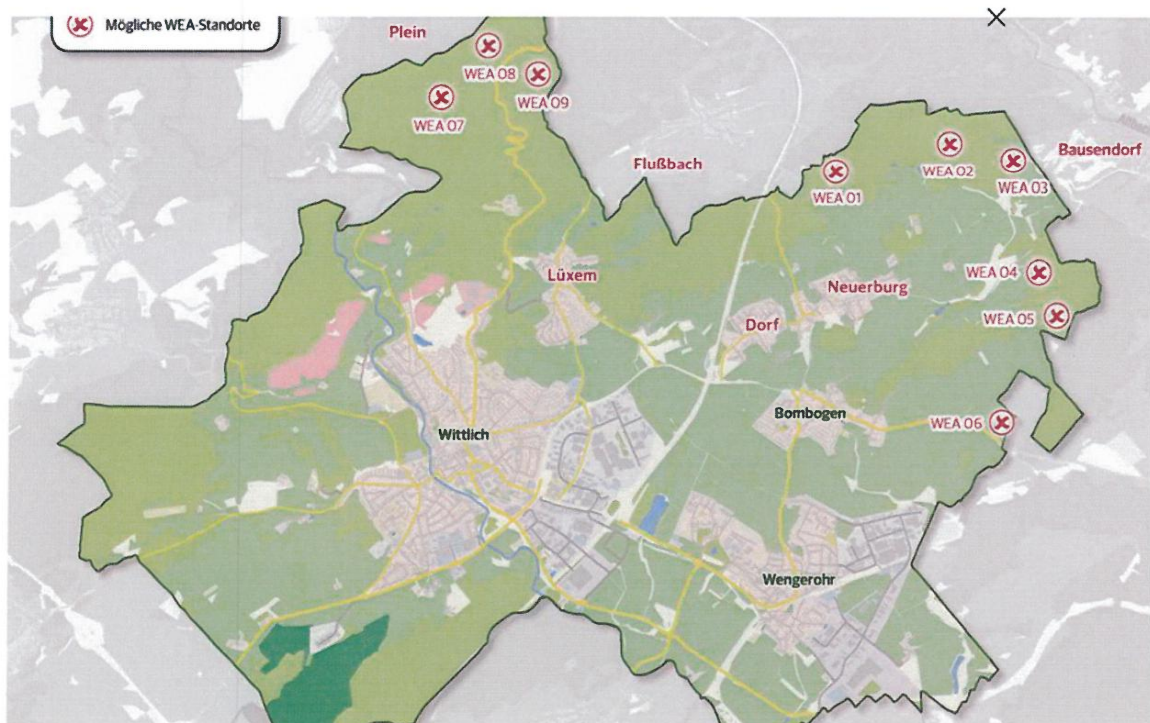 Mögliche WEA-Standorte
Plein
WEA 08
WEA 09
WEA 07
Flußbach
Bausendorf
WEA 02
WEA 03
WEA 01
Lüxem
WEA 04
Neuerburg
WEA 05
Dorf
Bombogen
WEA 06
Wittlich
Wengerohr